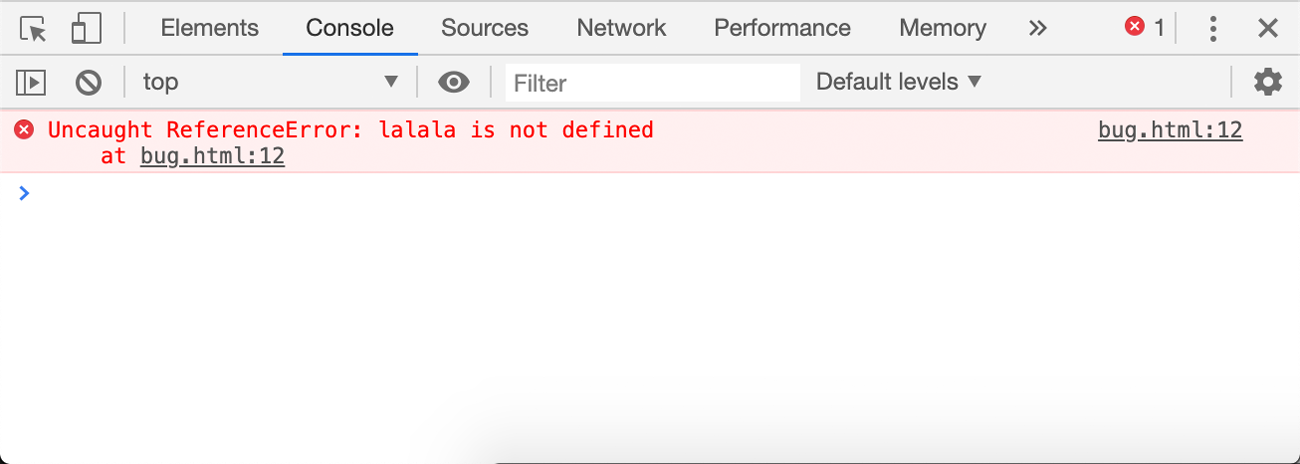 Elements Console Sources Network Performance Memory » 1
top Filter Default levels
Uncaught ReferenceError: lalala is not defined bug.html:12
at bug.html:12